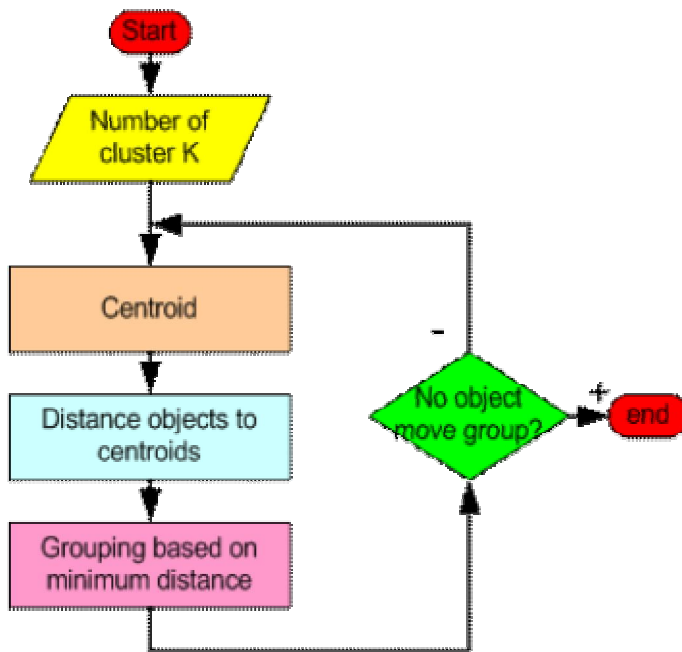 Start
Number of
cluster K
Centroid
Distance objects to
centroids
Grouping based on
minimum distance
-
No object
move group?
+
end